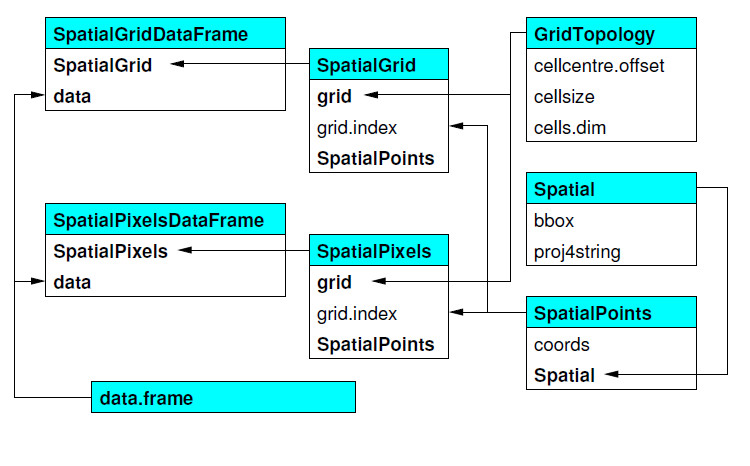 SpatialGridDataFrame
SpatialGrid
data
SpatialGrid
grid
grid.index
SpatialPoints
GridTopology
cellcentre.offset
cellsize
cells.dim
Spatial
bbox
proj4string
SpatialPixelsDataFrame
SpatialPixels
data
SpatialPixels
grid
grid.index
SpatialPoints
SpatialPoints
coords
Spatial
data.frame